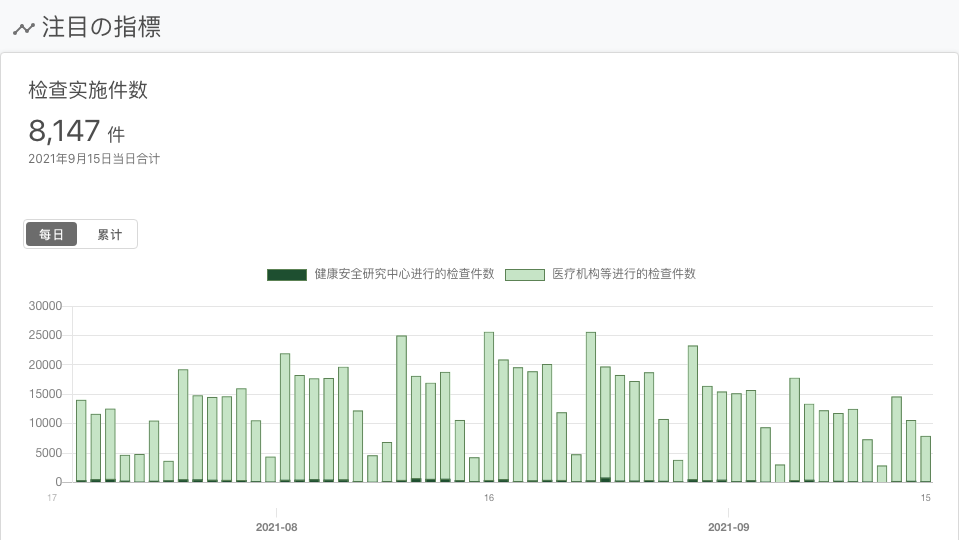 注目の指標
检查实施件数
8,147 件
2021年9月15日当日合计
每日 累计
健康安全研究中心进行的检查件数 医疗机构等进行的检查件数
30000
25000
20000
15000
10000
5000
0
17 16 15
2021-08 2021-09